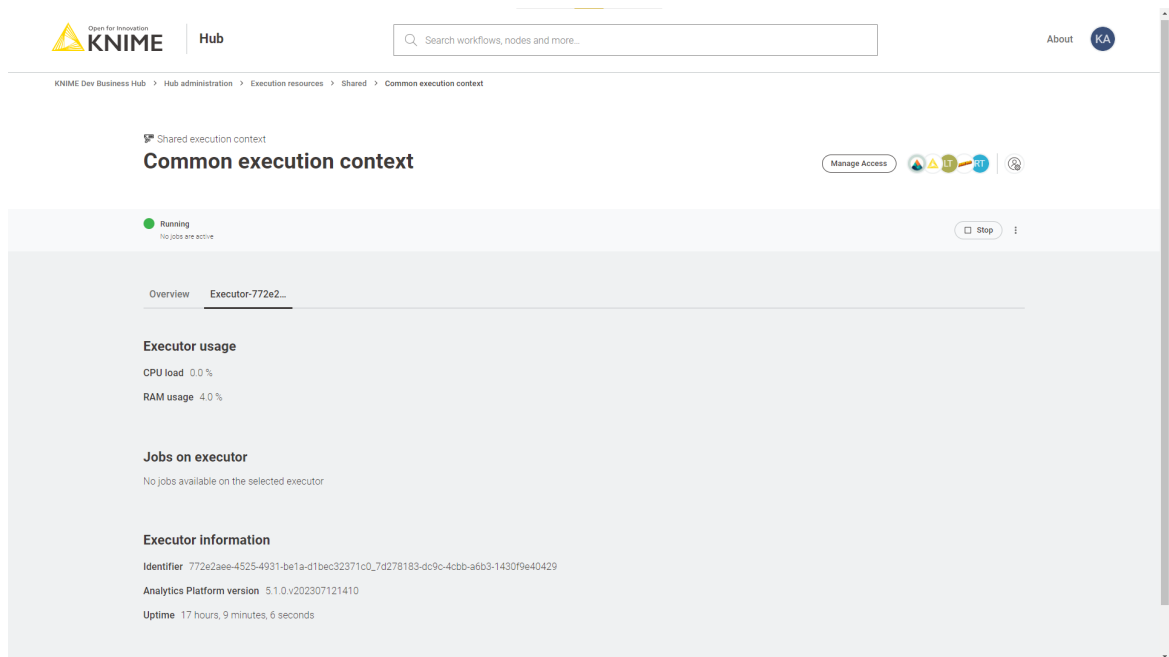 Open for Innovation
KNIME
Hub
Search workflows, nodes and more...
About
KA
KNIME Dev Business Hub > Hub administration > Execution resources > Shared > Common execution context
Shared execution context
Common execution context
Manage Access
LT
RT
Running
No jobs are active
Stop
Overview
Executor-772e2...
Executor usage
CPU load 0.0 %
RAM usage 4.0 %
Jobs on executor
No jobs available on the selected executor
Executor information
Identifier 772e2aee-4525-4931-be1a-d1bec32371c0_7d278183-dc9c-4cbb-a6b3-1430f9e40429
Analytics Platform version 5.1.0.v202307121410
Uptime 17 hours, 9 minutes, 6 seconds